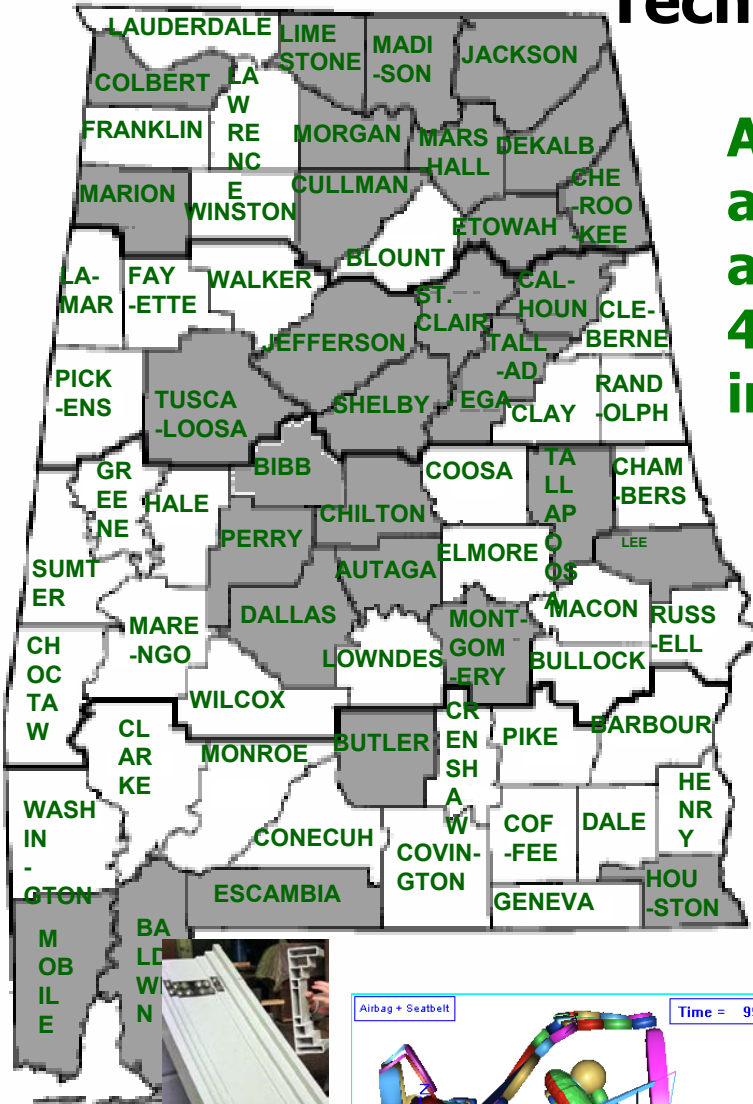 Tech
LAUDERDALE
LIME
STONE
MADI
-SON
JACKSON
COLBERT
LA
W
RE
NC
E
FRANKLIN
MORGAN
MARS
HALL
DEKALB
CHE
-ROO
-KEE
MARION
WINSTON
CULLMAN
ETOWAH
BLOUNT
LA-
MAR
FAY
-ETTE
WALKER
ST.
CLAIR
CAL-
HOUN
CLE-
BERNE
JEFFERSON
TALL
-AD
EGA
PICK
-ENS
TUSCA
-LOOSA
SHELBY
CLAY
RAND
-OLPH
GR
EE
NE
HALE
BIBB
COOSA
TA
LL
AP
O
OS
A
CHAM
-BERS
CHILTON
PERRY
ELMORE
LEE
SUMT
ER
AUTAGA
MARE
-NGO
DALLAS
LOWNDES
MONT-
GOM
-ERY
MACON
RUSS
-ELL
BULLOCK
CH
OC
TA
W
WILCOX
CL
AR
KE
MONROE
BUTLER
CR
EN
SH
A
W
PIKE
BARBOUR
WASH
IN
-
GTON
CONECUH
COVIN-
GTON
COF
-FEE
DALE
HE
NR
Y
ESCAMBIA
GENEVA
HOU
-STON
M
OB
IL
E
BA
LD
WI
N
A
a
a
4
in
Airbag + Seatbelt
Time = 9
Z